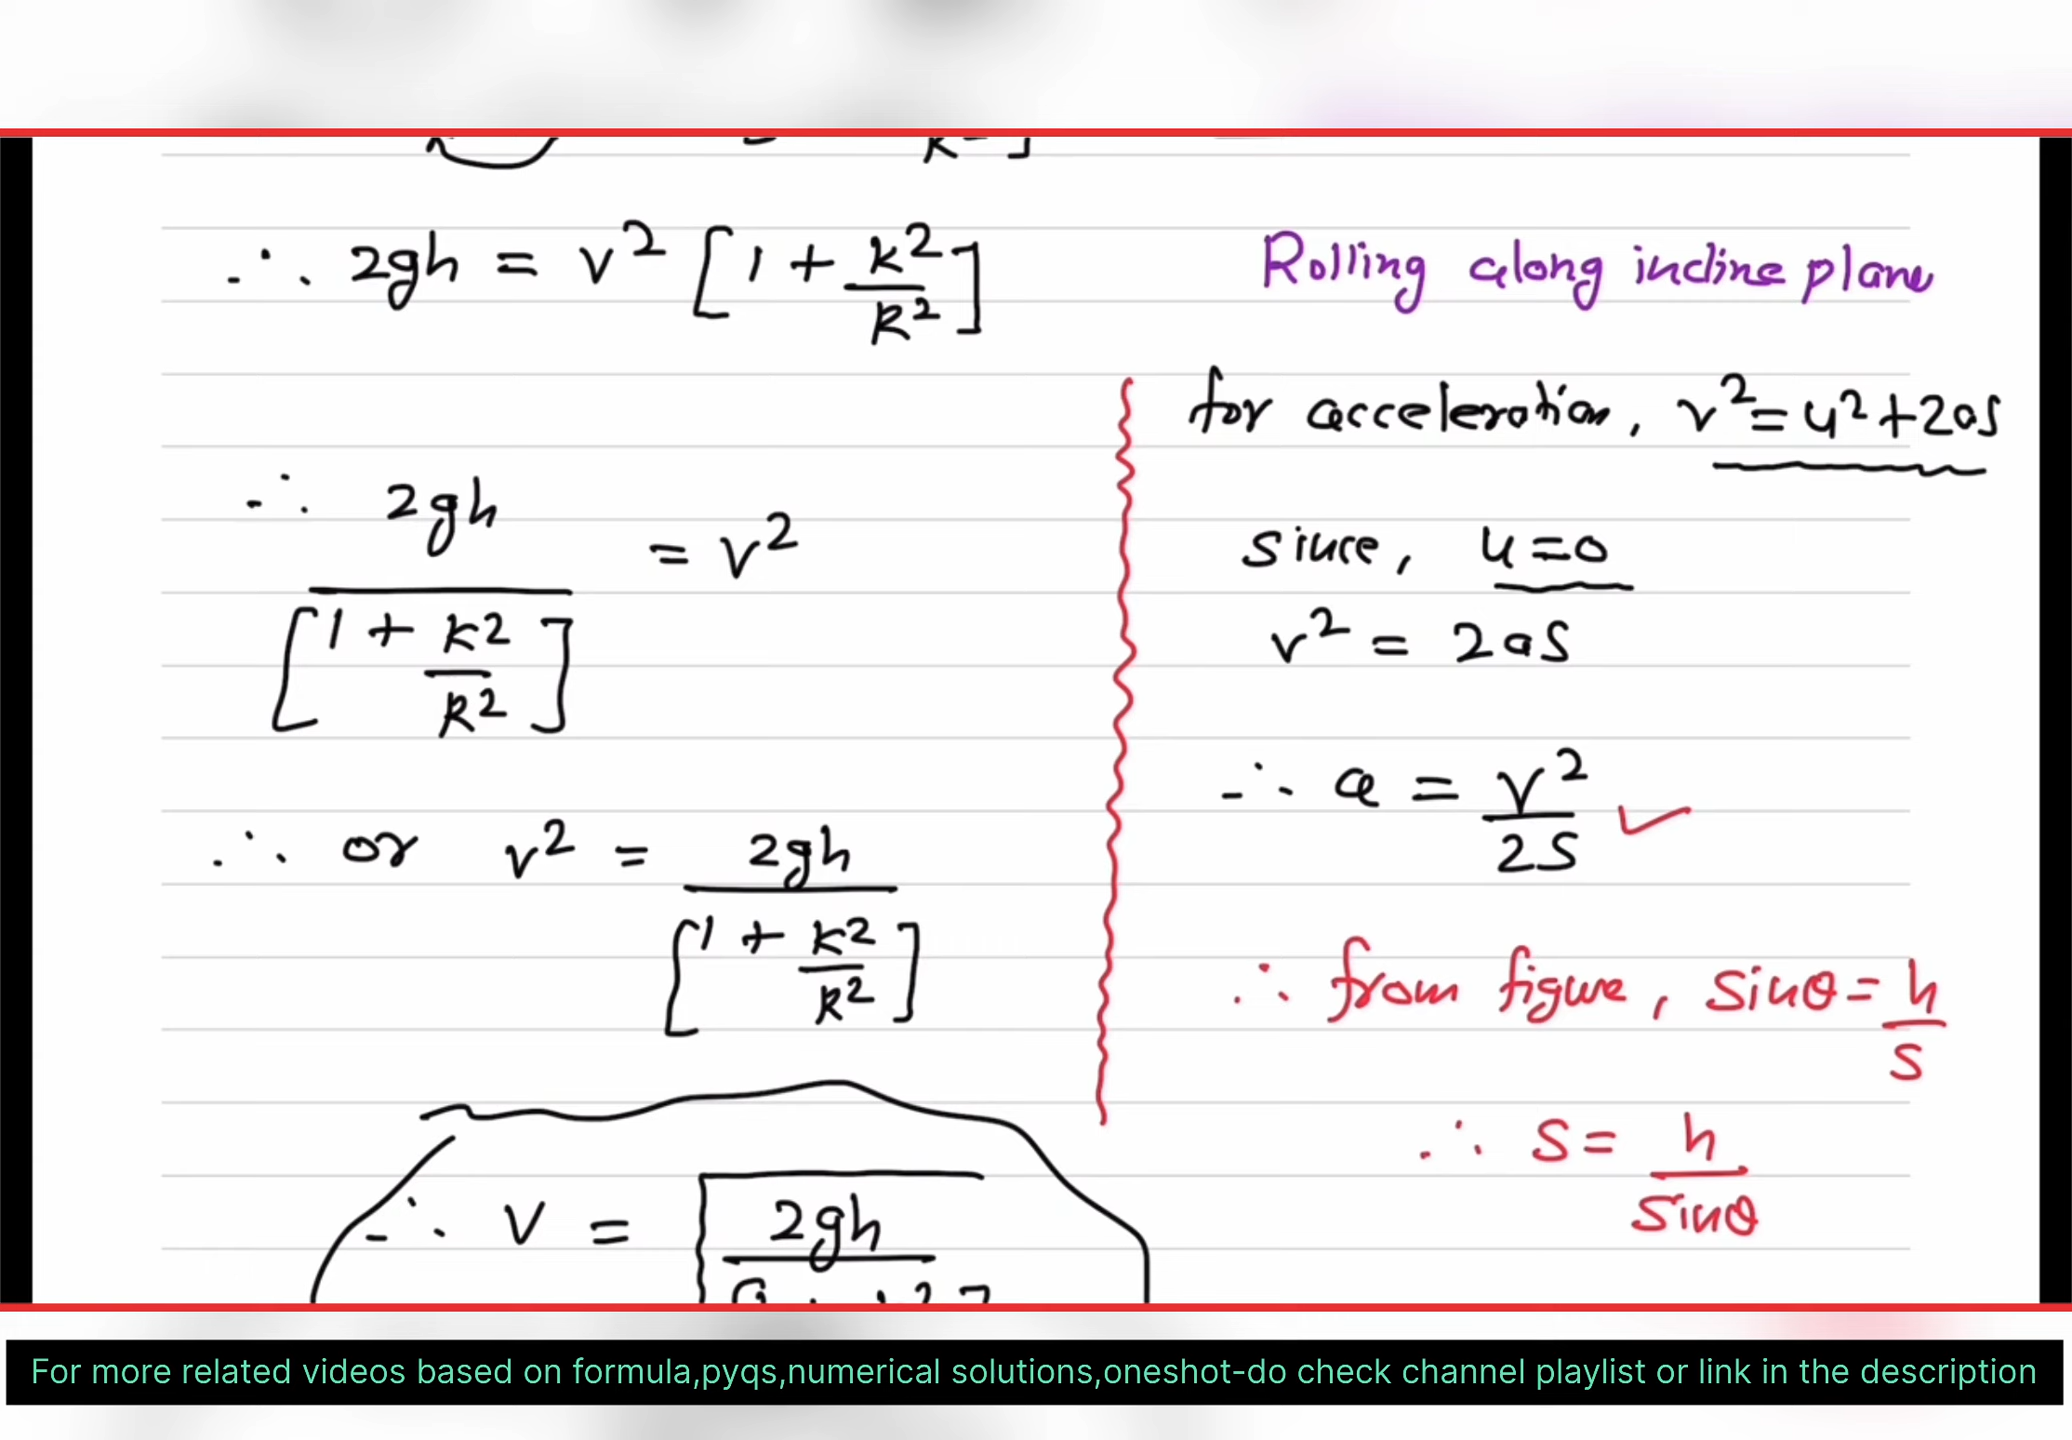 ∴ 2gh = v² [1 + K²/R²]
∴ 2gh / [1 + K²/R²] = v²
∴ or v² = 2gh / [1 + K²/R²]
∴ v = √2gh
Rolling along incline plane
for acceleration, v² = u² + 2as
since, u = 0
v² = 2as
∴ a = v²/2s ✓
∴ from figure, sinθ = h/s
∴ s = h/sinθ
For more related videos based on formula,pyqs,numerical solutions,oneshot-do check channel playlist or link in the description